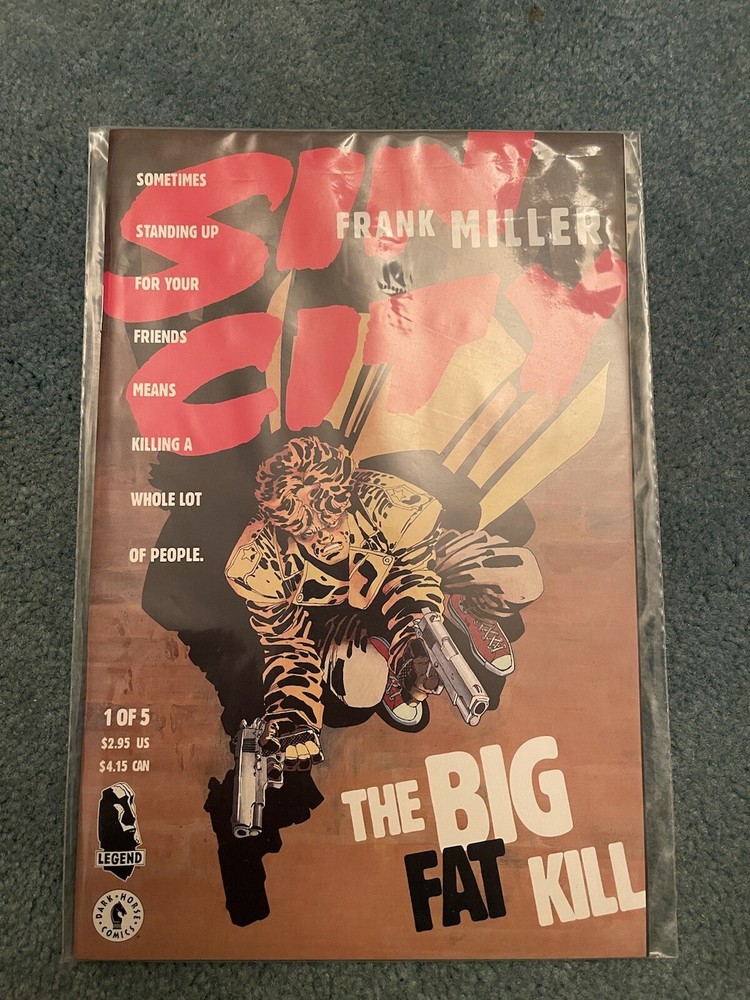 SIN
CITY
FRANK MILLER
SOMETIMES
STANDING UP
FOR YOUR
FRIENDS
MEANS
KILLING A
WHOLE LOT
OF PEOPLE.
1 OF 5
$2.95 US
$4.15 CAN
LEGEND
DARK HORSE
COMICS
THE BIG
FAT KILL